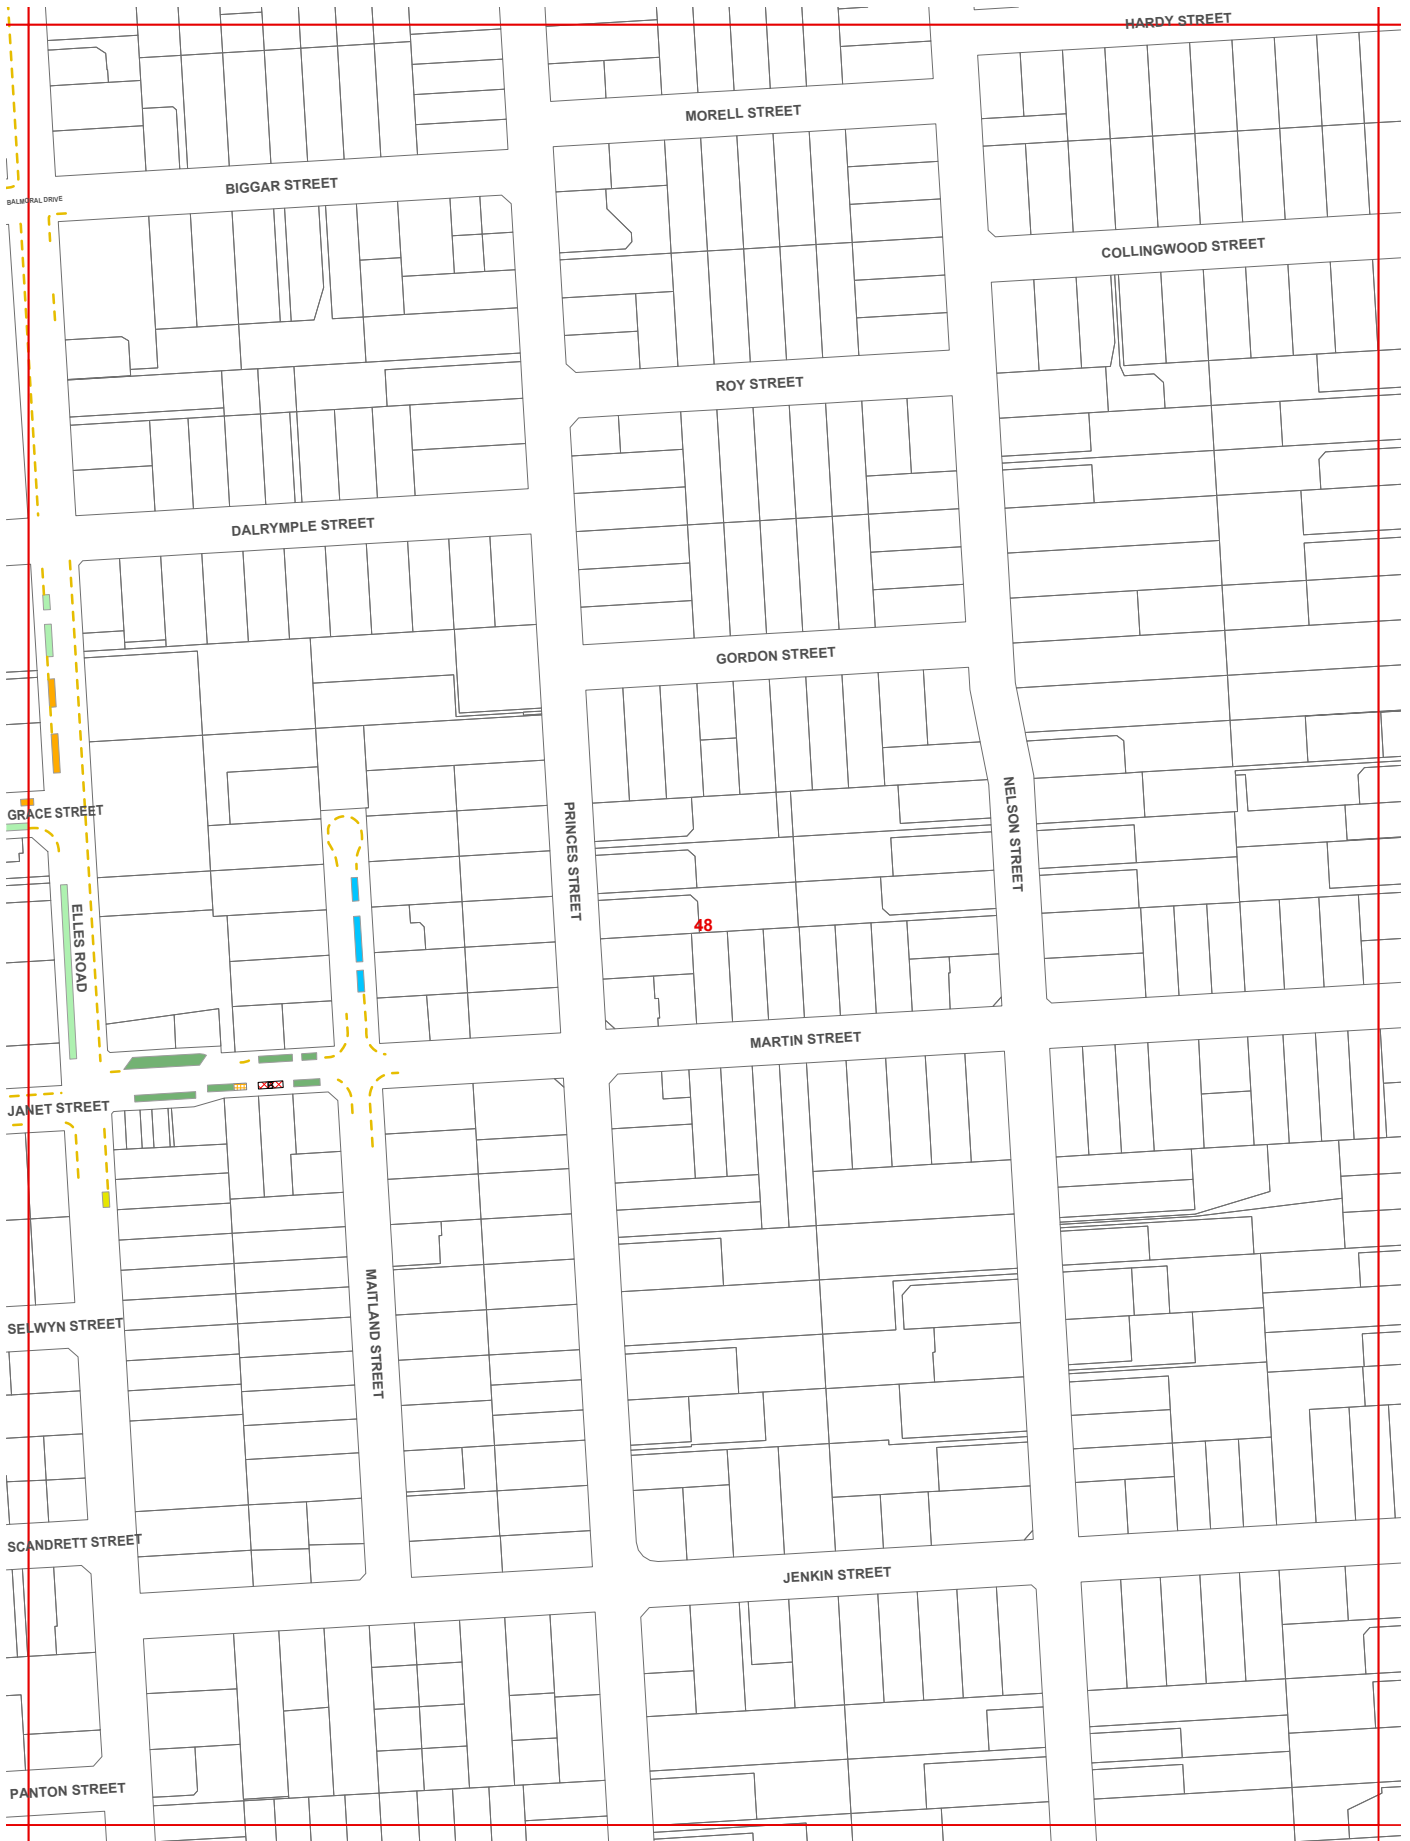 HARDY STREET
MORELL STREET
BIGGAR STREET
BALMORAL DRIVE
COLLINGWOOD STREET
ROY STREET
DALRYMPLE STREET
GORDON STREET
GRACE STREET
PRINCES STREET
NELSON STREET
48
ELLES ROAD
MARTIN STREET
B
JANET STREET
MAITLAND STREET
SELWYN STREET
SCANDRETT STREET
JENKIN STREET
PANTON STREET